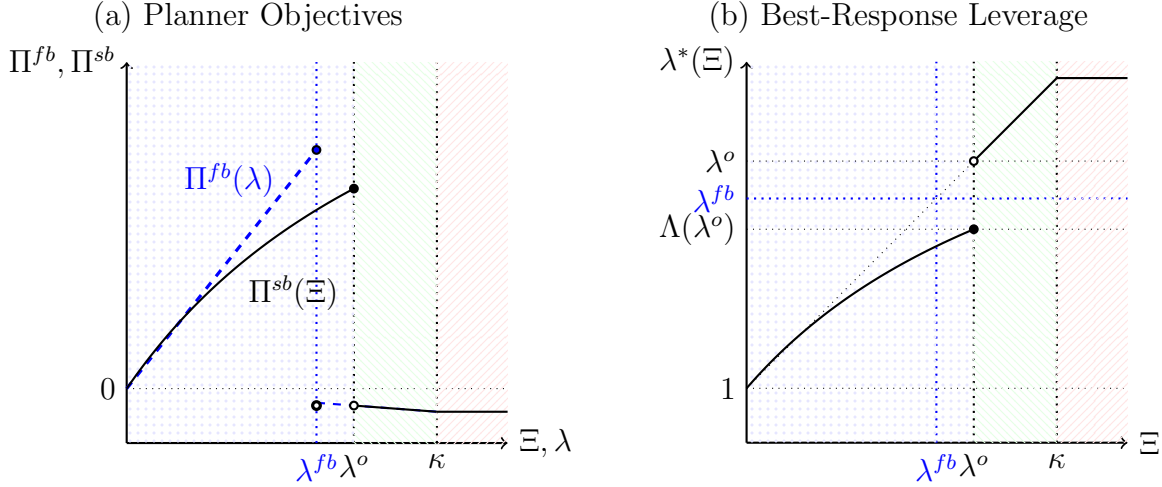 (a) Planner Objectives
Π^{fb}, Π^{sb}
Π^{fb}(λ)
Π^{sb}(Ξ)
0
λ^{fb} λ^o κ
Ξ, λ
(b) Best-Response Leverage
λ*(Ξ)
λ^o
λ^{fb}
Λ(λ^o)
1
λ^{fb} λ^o κ
Ξ